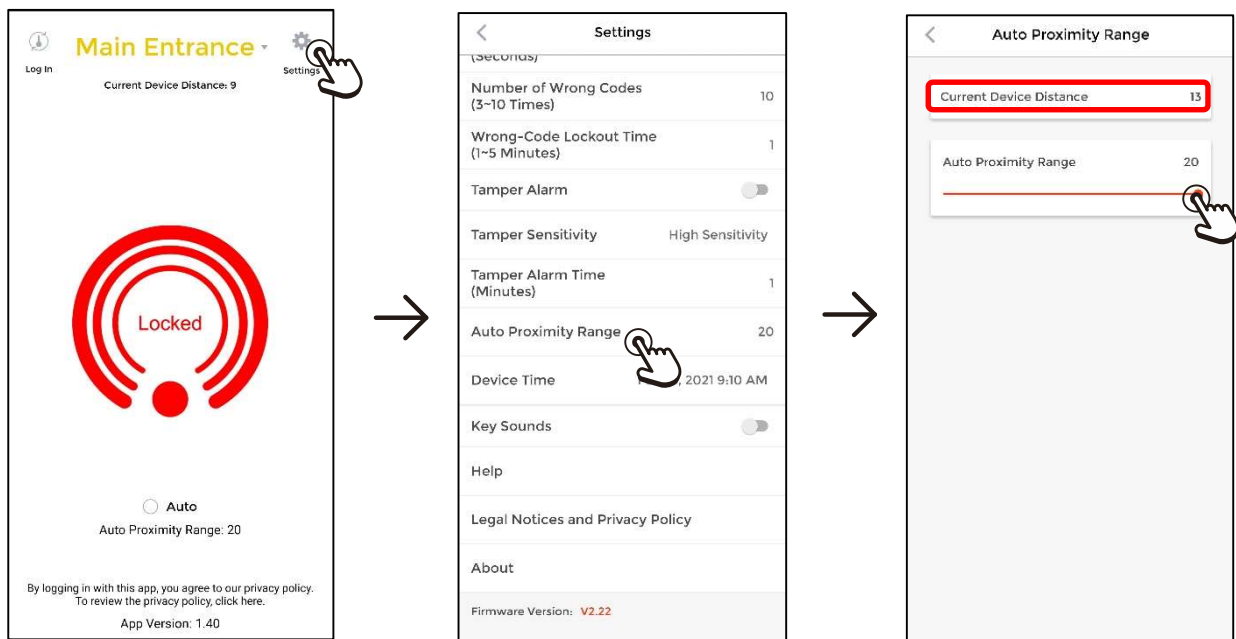 Main Entrance
Log In
Settings
Current Device Distance: 9
Locked
Auto
Auto Proximity Range: 20
By logging in with this app, you agree to our privacy policy.
To review the privacy policy, click here.
App Version: 1.40
Settings
(Seconds)
Number of Wrong Codes
(3~10 Times)
10
Wrong-Code Lockout Time
(1~5 Minutes)
1
Tamper Alarm
Tamper Sensitivity High Sensitivity
Tamper Alarm Time
(Minutes)
1
Auto Proximity Range 20
Device Time , 2021 9:10 AM
Key Sounds
Help
Legal Notices and Privacy Policy
About
Firmware Version: V2.22
Auto Proximity Range
Current Device Distance 13
Auto Proximity Range 20